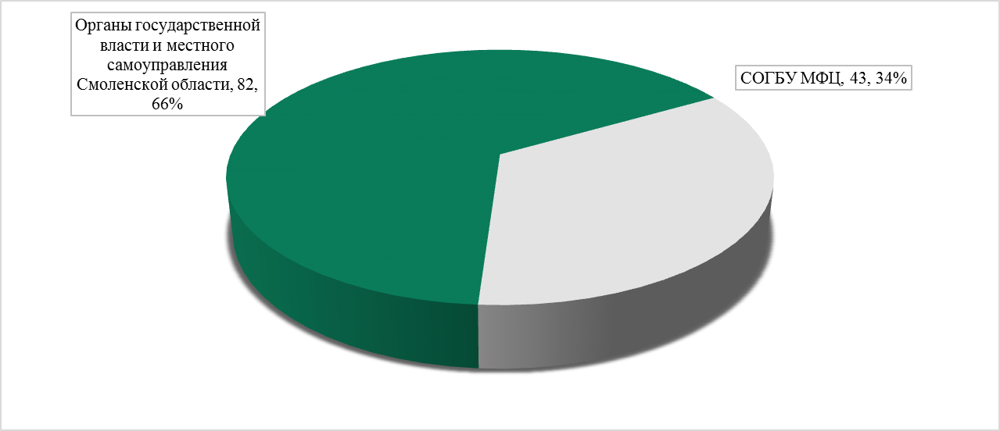 Органы государственной
власти и местного
самоуправления
Смоленской области, 82,
66%
СОГБУ МФЦ, 43, 34%